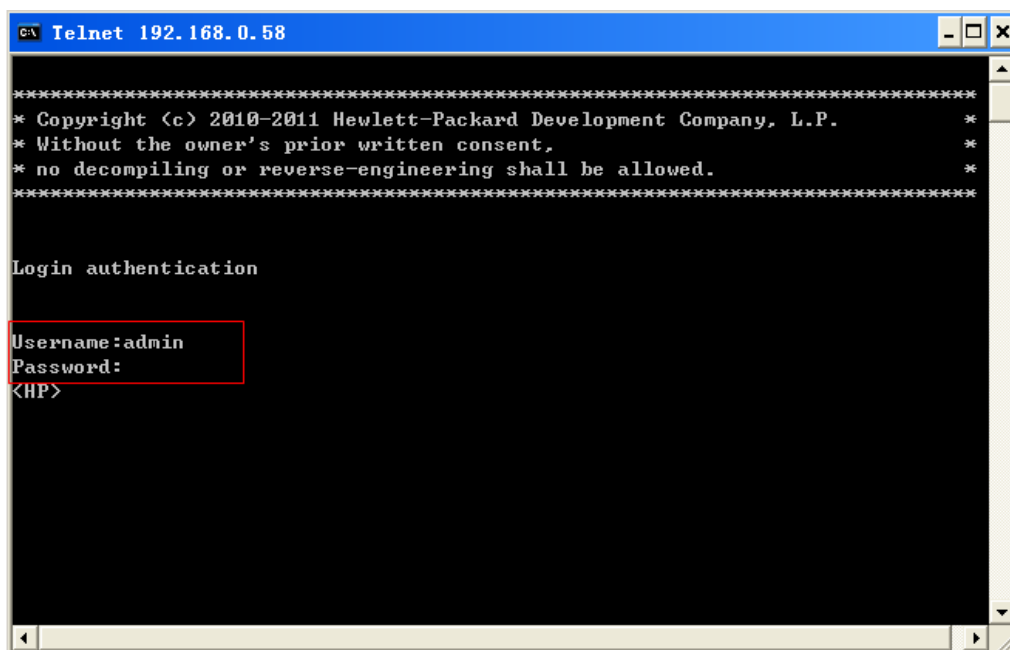 C:\ Telnet 192.168.0.58
******************************************************************************
* Copyright (c) 2010-2011 Hewlett-Packard Development Company, L.P. *
* Without the owner's prior written consent, *
* no decompiling or reverse-engineering shall be allowed. *
******************************************************************************
Login authentication
Username:admin
Password:
<HP>